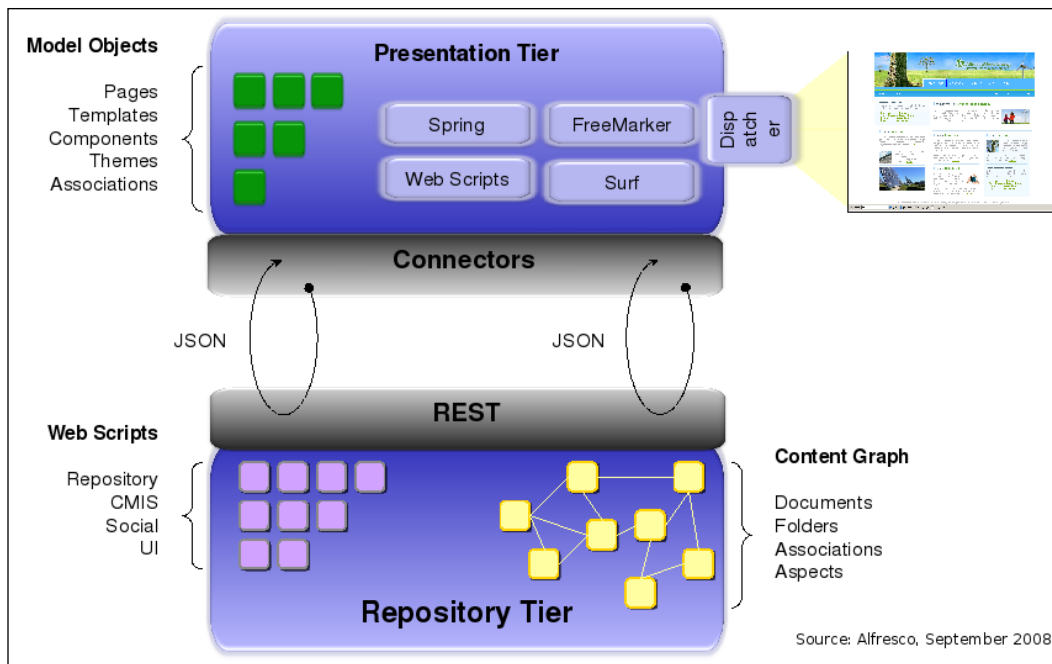 Model Objects
Pages
Templates
Components
Themes
Associations
Presentation Tier
Spring
FreeMarker
Web Scripts
Surf
Disp
atch
er
Connectors
JSON
JSON
REST
Web Scripts
Repository
CMIS
Social
UI
Content Graph
Documents
Folders
Associations
Aspects
Repository Tier
Source: Alfresco, September 2008